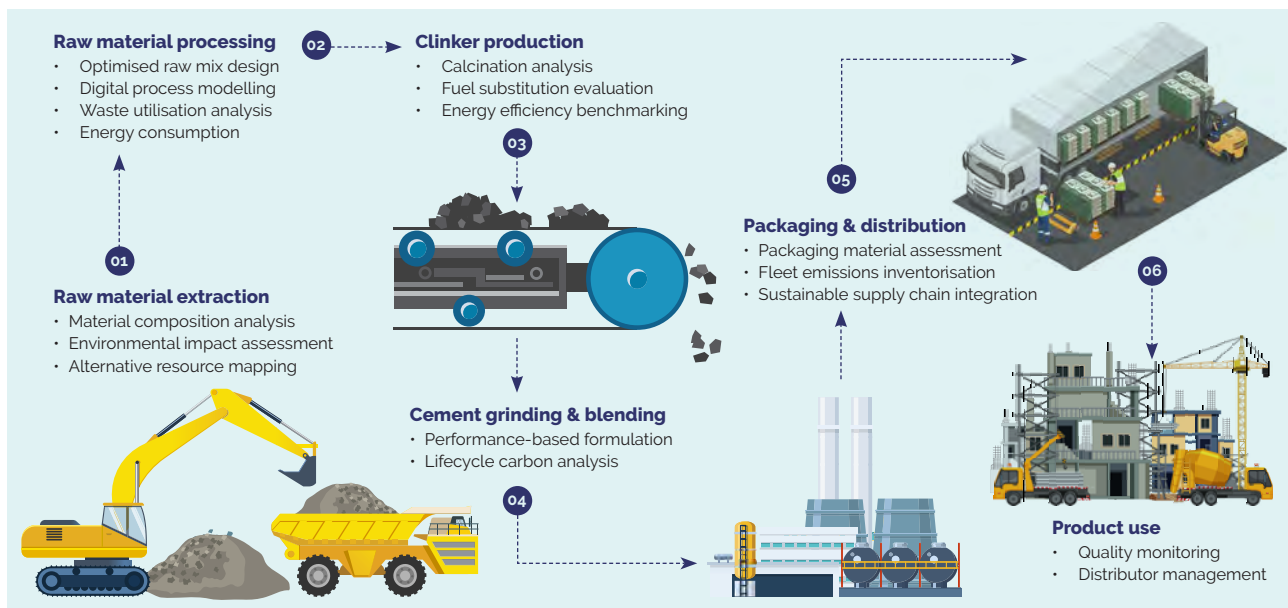 01
Raw material extraction
• Material composition analysis
• Environmental impact assessment
• Alternative resource mapping
Raw material processing
• Optimised raw mix design
• Digital process modelling
• Waste utilisation analysis
• Energy consumption
02
Clinker production
• Calcination analysis
• Fuel substitution evaluation
• Energy efficiency benchmarking
03
Cement grinding & blending
• Performance-based formulation
• Lifecycle carbon analysis
04
05
Packaging & distribution
• Packaging material assessment
• Fleet emissions inventorisation
• Sustainable supply chain integration
06
Product use
• Quality monitoring
• Distributor management